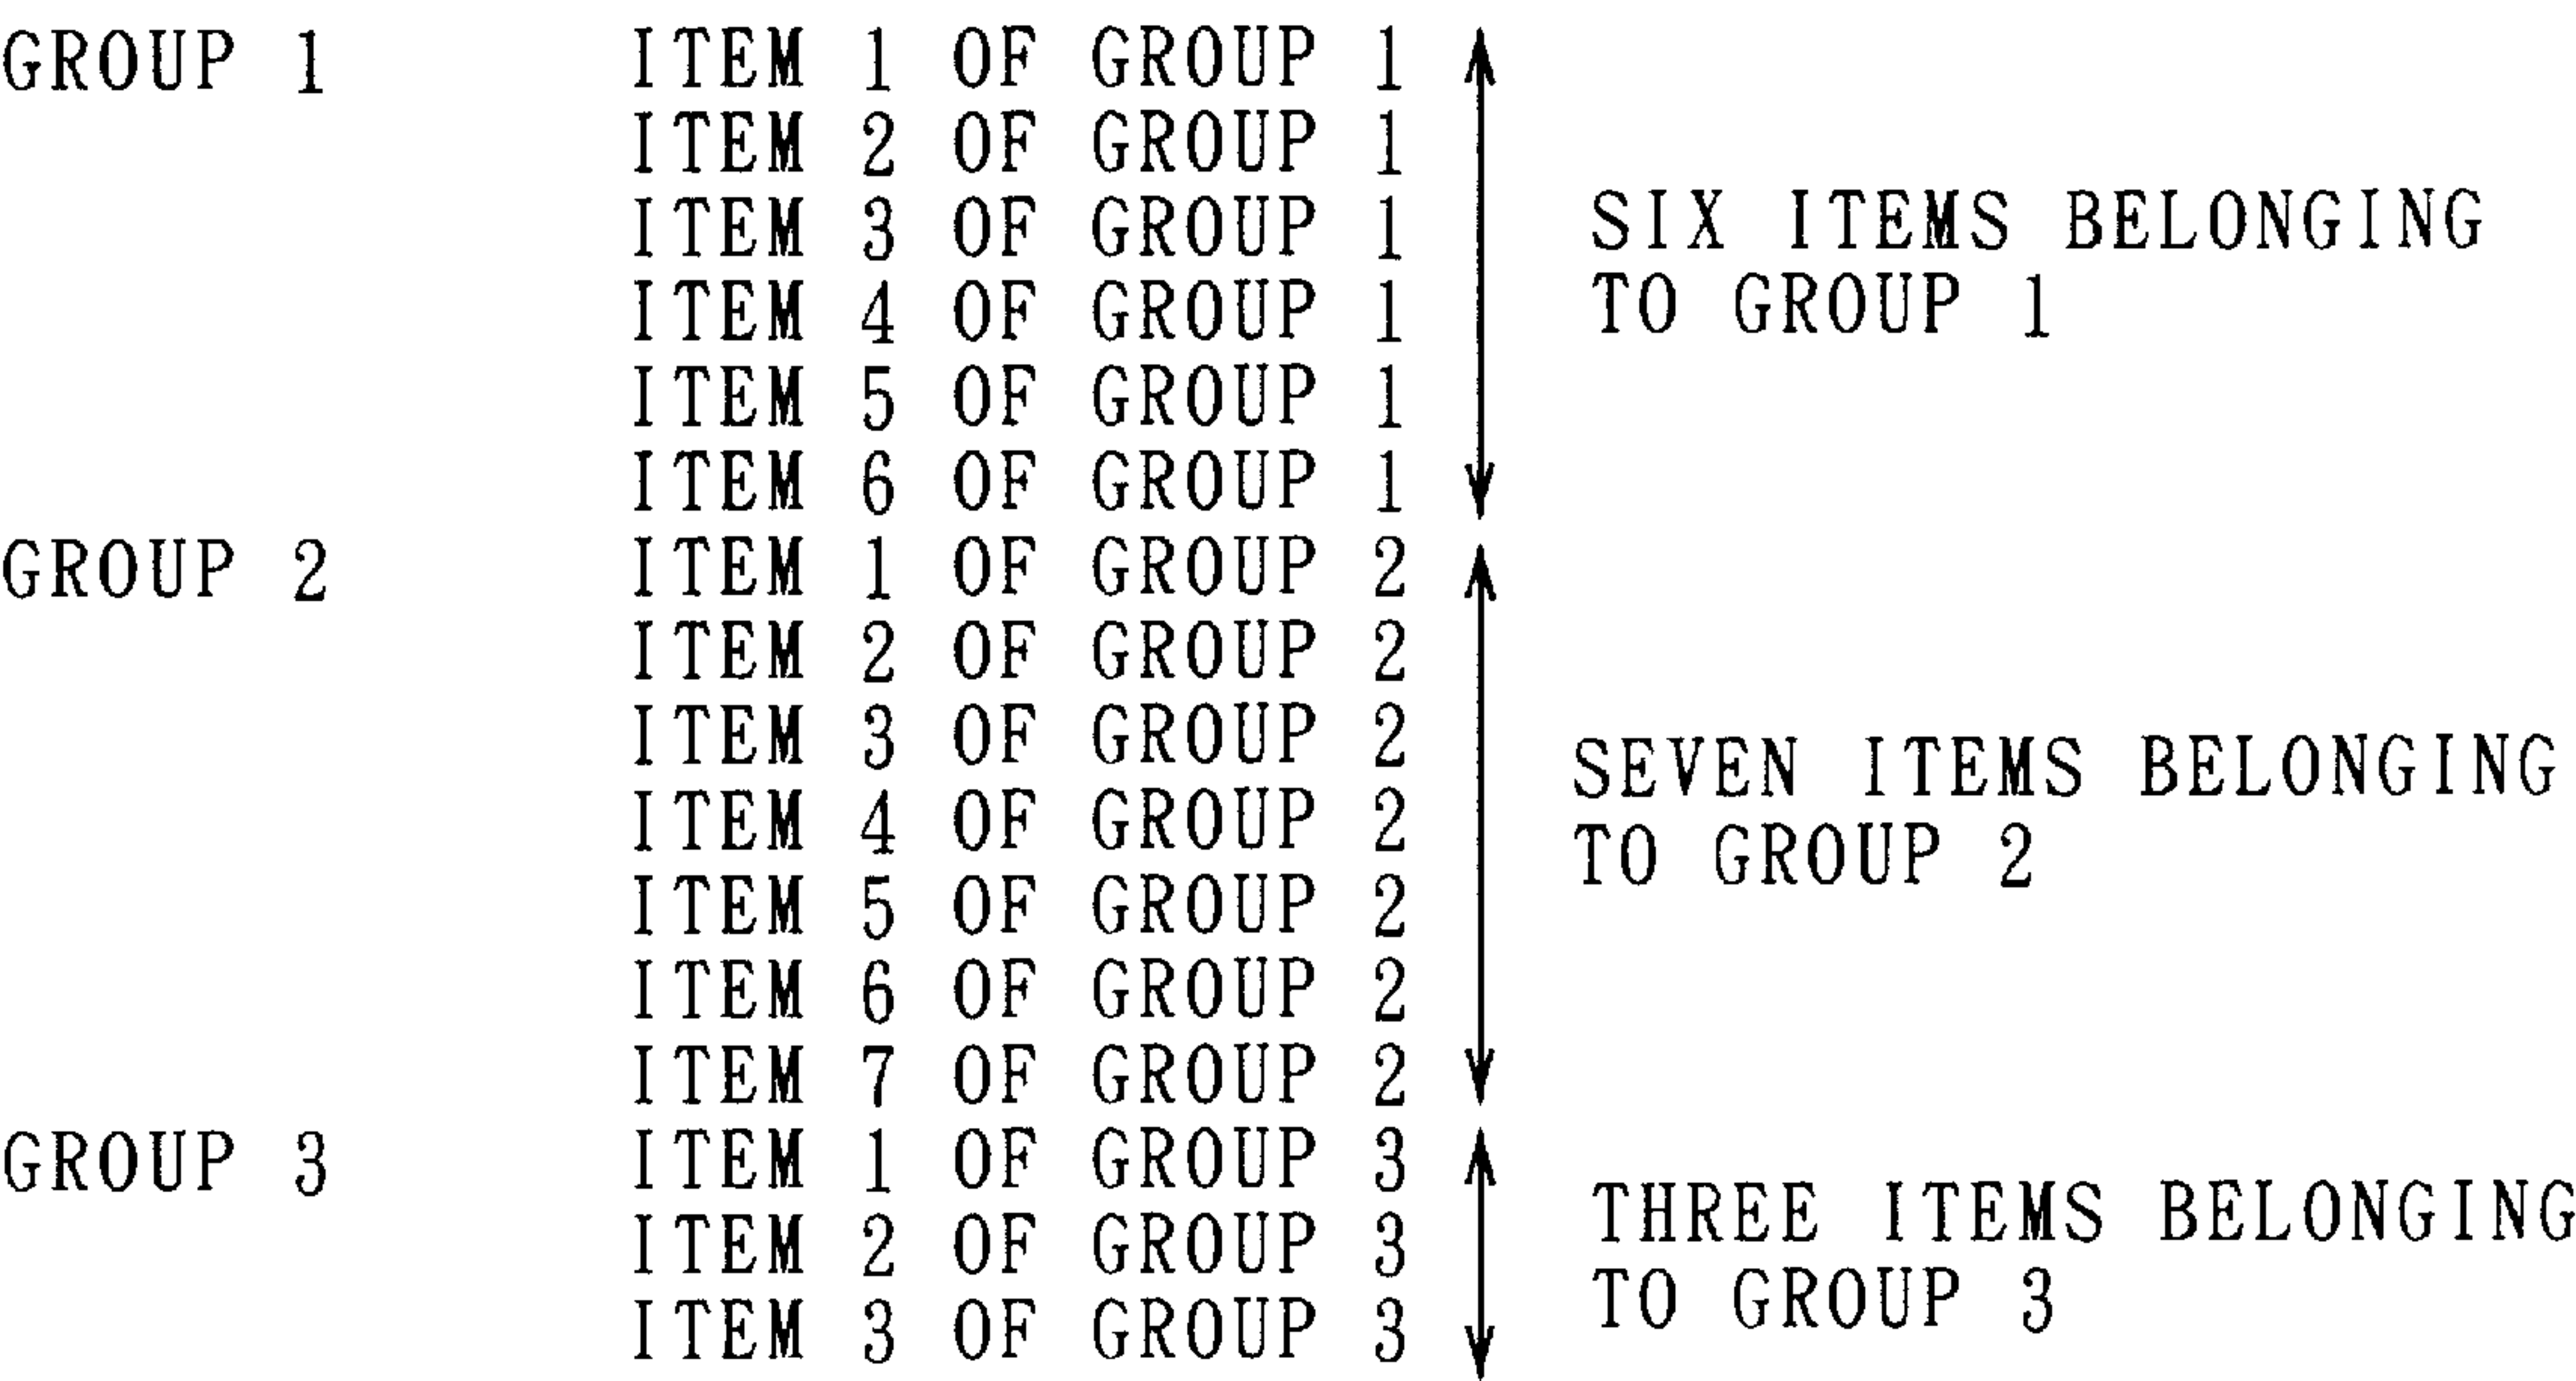 GROUP 1 ITEM 1 OF GROUP 1
ITEM 2 OF GROUP 1
ITEM 3 OF GROUP 1 SIX ITEMS BELONGING
ITEM 4 OF GROUP 1 TO GROUP 1
ITEM 5 OF GROUP 1
ITEM 6 OF GROUP 1
GROUP 2 ITEM 1 OF GROUP 2
ITEM 2 OF GROUP 2
ITEM 3 OF GROUP 2 SEVEN ITEMS BELONGING
ITEM 4 OF GROUP 2 TO GROUP 2
ITEM 5 OF GROUP 2
ITEM 6 OF GROUP 2
ITEM 7 OF GROUP 2
GROUP 3 ITEM 1 OF GROUP 3
ITEM 2 OF GROUP 3 THREE ITEMS BELONGING
ITEM 3 OF GROUP 3 TO GROUP 3